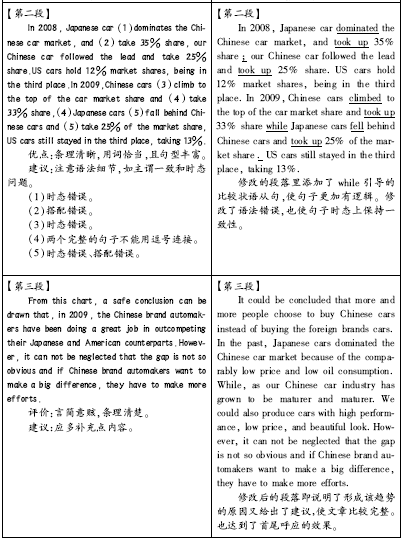 【第二段】
In 2008, Japanese car (1)dominates the Chi-
nese car market, and (2) take 35% share, our
Chinese car followed the lead and take 25%
share.US cars hold 12% market shares, being in
the third place.In 2009,Chinese cars (3)climb to
the top of the car market share and (4) take
33% share,(4)Japanese cars (5)fall behind Chi-
nese cars and (5)take 25% of the market share,
US cars still stayed in the third place, taking 13%.
优点:条理清晰,用词恰当,且句型丰富。
建议:注意语法细节,如主谓一致和时态
问题。
(1)时态错误。
(2)搭配错误。
(3)时态错误。
(4)两个完整的句子不能用逗号连接。
(5)时态错误、搭配错误。
【第二段】
In 2008, Japanese car dominated the
Chinese car market, and took up 35%
share ; our Chinese car followed the lead
and took up 25% share. US cars hold
12% market shares, being in the third
place. In 2009, Chinese cars climbed to
the top of the car market share and took up
33% share while Japanese cars fell behind
Chinese cars and took up 25% of the mar-
ket share . US cars still stayed in the third
place, taking 13%.
修改的段落里添加了 while 引导的
比较状语从句,使句子更加有逻辑。修
改了语法错误,也使句子时态上保持一
致性。
【第三段】
From this chart, a safe conclusion can be
drawn that, in 2009, the Chinese brand automak-
ers have been doing a great job in outcompeting
their Japanese and American counterparts.Howev-
er, it can not be neglected that the gap is not so
obvious and if Chinese brand automakers want to
make a big difference, they have to make more
efforts.
评价:言简意赅,条理清楚。
建议:应多补充点内容。
【第三段】
It could be concluded that more and
more people choose to buy Chinese cars
instead of buying the foreign brands cars.
In the past, Japanese cars dominated the
Chinese car market because of the compa-
rably low price and low oil consumption.
While, as our Chinese car industry has
grown to be maturer and maturer. We
could also produce cars with high perform-
ance, low price, and beautiful look. How-
ever, it can not be neglected that the gap
is not so obvious and if Chinese brand au-
tomakers want to make a big difference,
they have to make more efforts.
修改后的段落即说明了形成该趋势
的原因又给出了建议,使文章比较完整。
也达到了首尾呼应的效果。